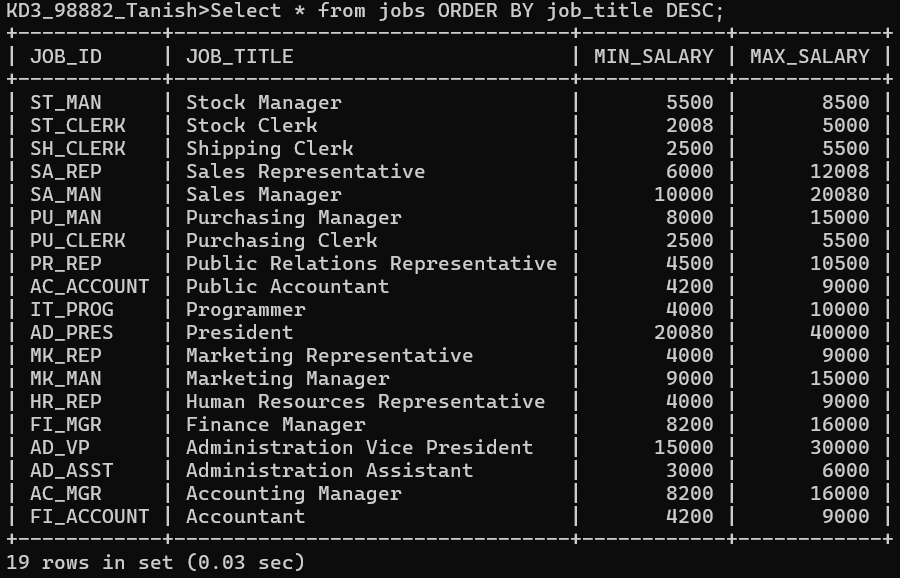 KD3_98882_Tanish>Select * from jobs ORDER BY job_title DESC;
+------------+---------------------------------+------------+------------+
| JOB_ID     | JOB_TITLE                       | MIN_SALARY | MAX_SALARY |
+------------+---------------------------------+------------+------------+
| ST_MAN     | Stock Manager                   |       5500 |       8500 |
| ST_CLERK   | Stock Clerk                     |       2008 |       5000 |
| SH_CLERK   | Shipping Clerk                  |       2500 |       5500 |
| SA_REP     | Sales Representative            |       6000 |      12008 |
| SA_MAN     | Sales Manager                   |      10000 |      20080 |
| PU_MAN     | Purchasing Manager              |       8000 |      15000 |
| PU_CLERK   | Purchasing Clerk                |       2500 |       5500 |
| PR_REP     | Public Relations Representative |       4500 |      10500 |
| AC_ACCOUNT | Public Accountant               |       4200 |       9000 |
| IT_PROG    | Programmer                      |       4000 |      10000 |
| AD_PRES    | President                       |      20080 |      40000 |
| MK_REP     | Marketing Representative        |       4000 |       9000 |
| MK_MAN     | Marketing Manager               |       9000 |      15000 |
| HR_REP     | Human Resources Representative  |       4000 |       9000 |
| FI_MGR     | Finance Manager                 |       8200 |      16000 |
| AD_VP      | Administration Vice President   |      15000 |      30000 |
| AD_ASST    | Administration Assistant        |       3000 |       6000 |
| AC_MGR     | Accounting Manager              |       8200 |      16000 |
| FI_ACCOUNT | Accountant                      |       4200 |       9000 |
+------------+---------------------------------+------------+------------+
19 rows in set (0.03 sec)